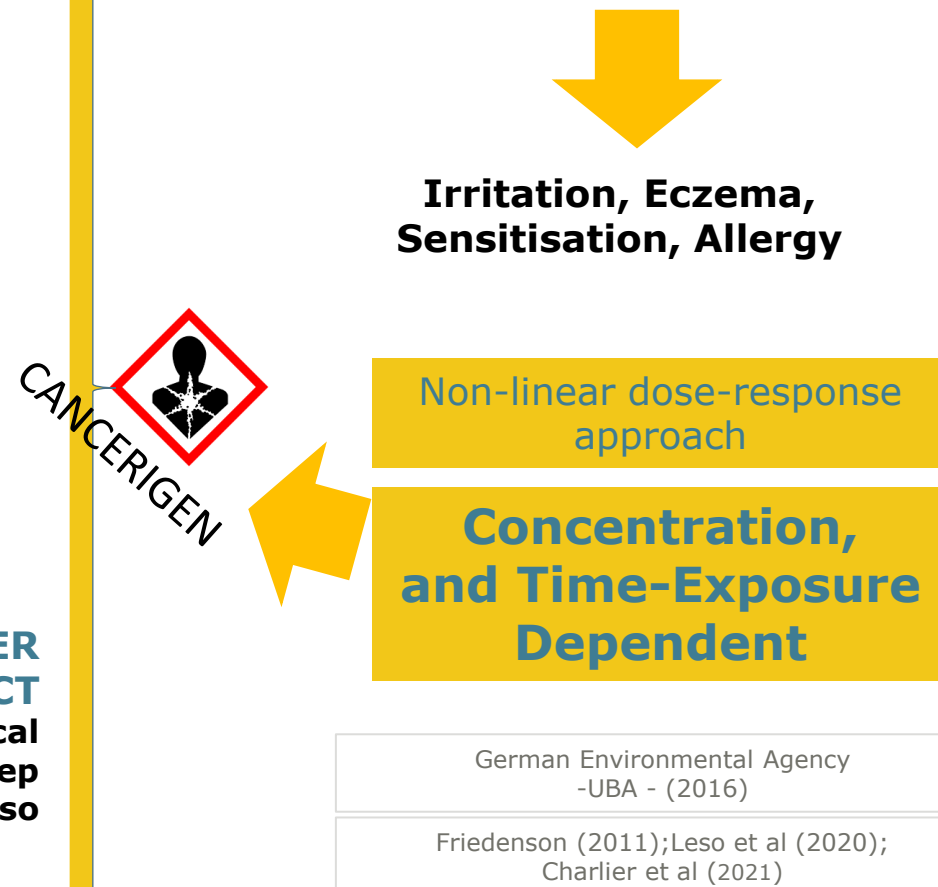 Irritation, Eczema,
Sensitisation, Allergy
CANCERIGEN
Non-linear dose-response
approach
Concentration,
and Time-Exposure
Dependent
ER
CT
cal
ep
so
German Environmental Agency
-UBA - (2016)
Friedenson (2011);Leso et al (2020);
Charlier et al (2021)